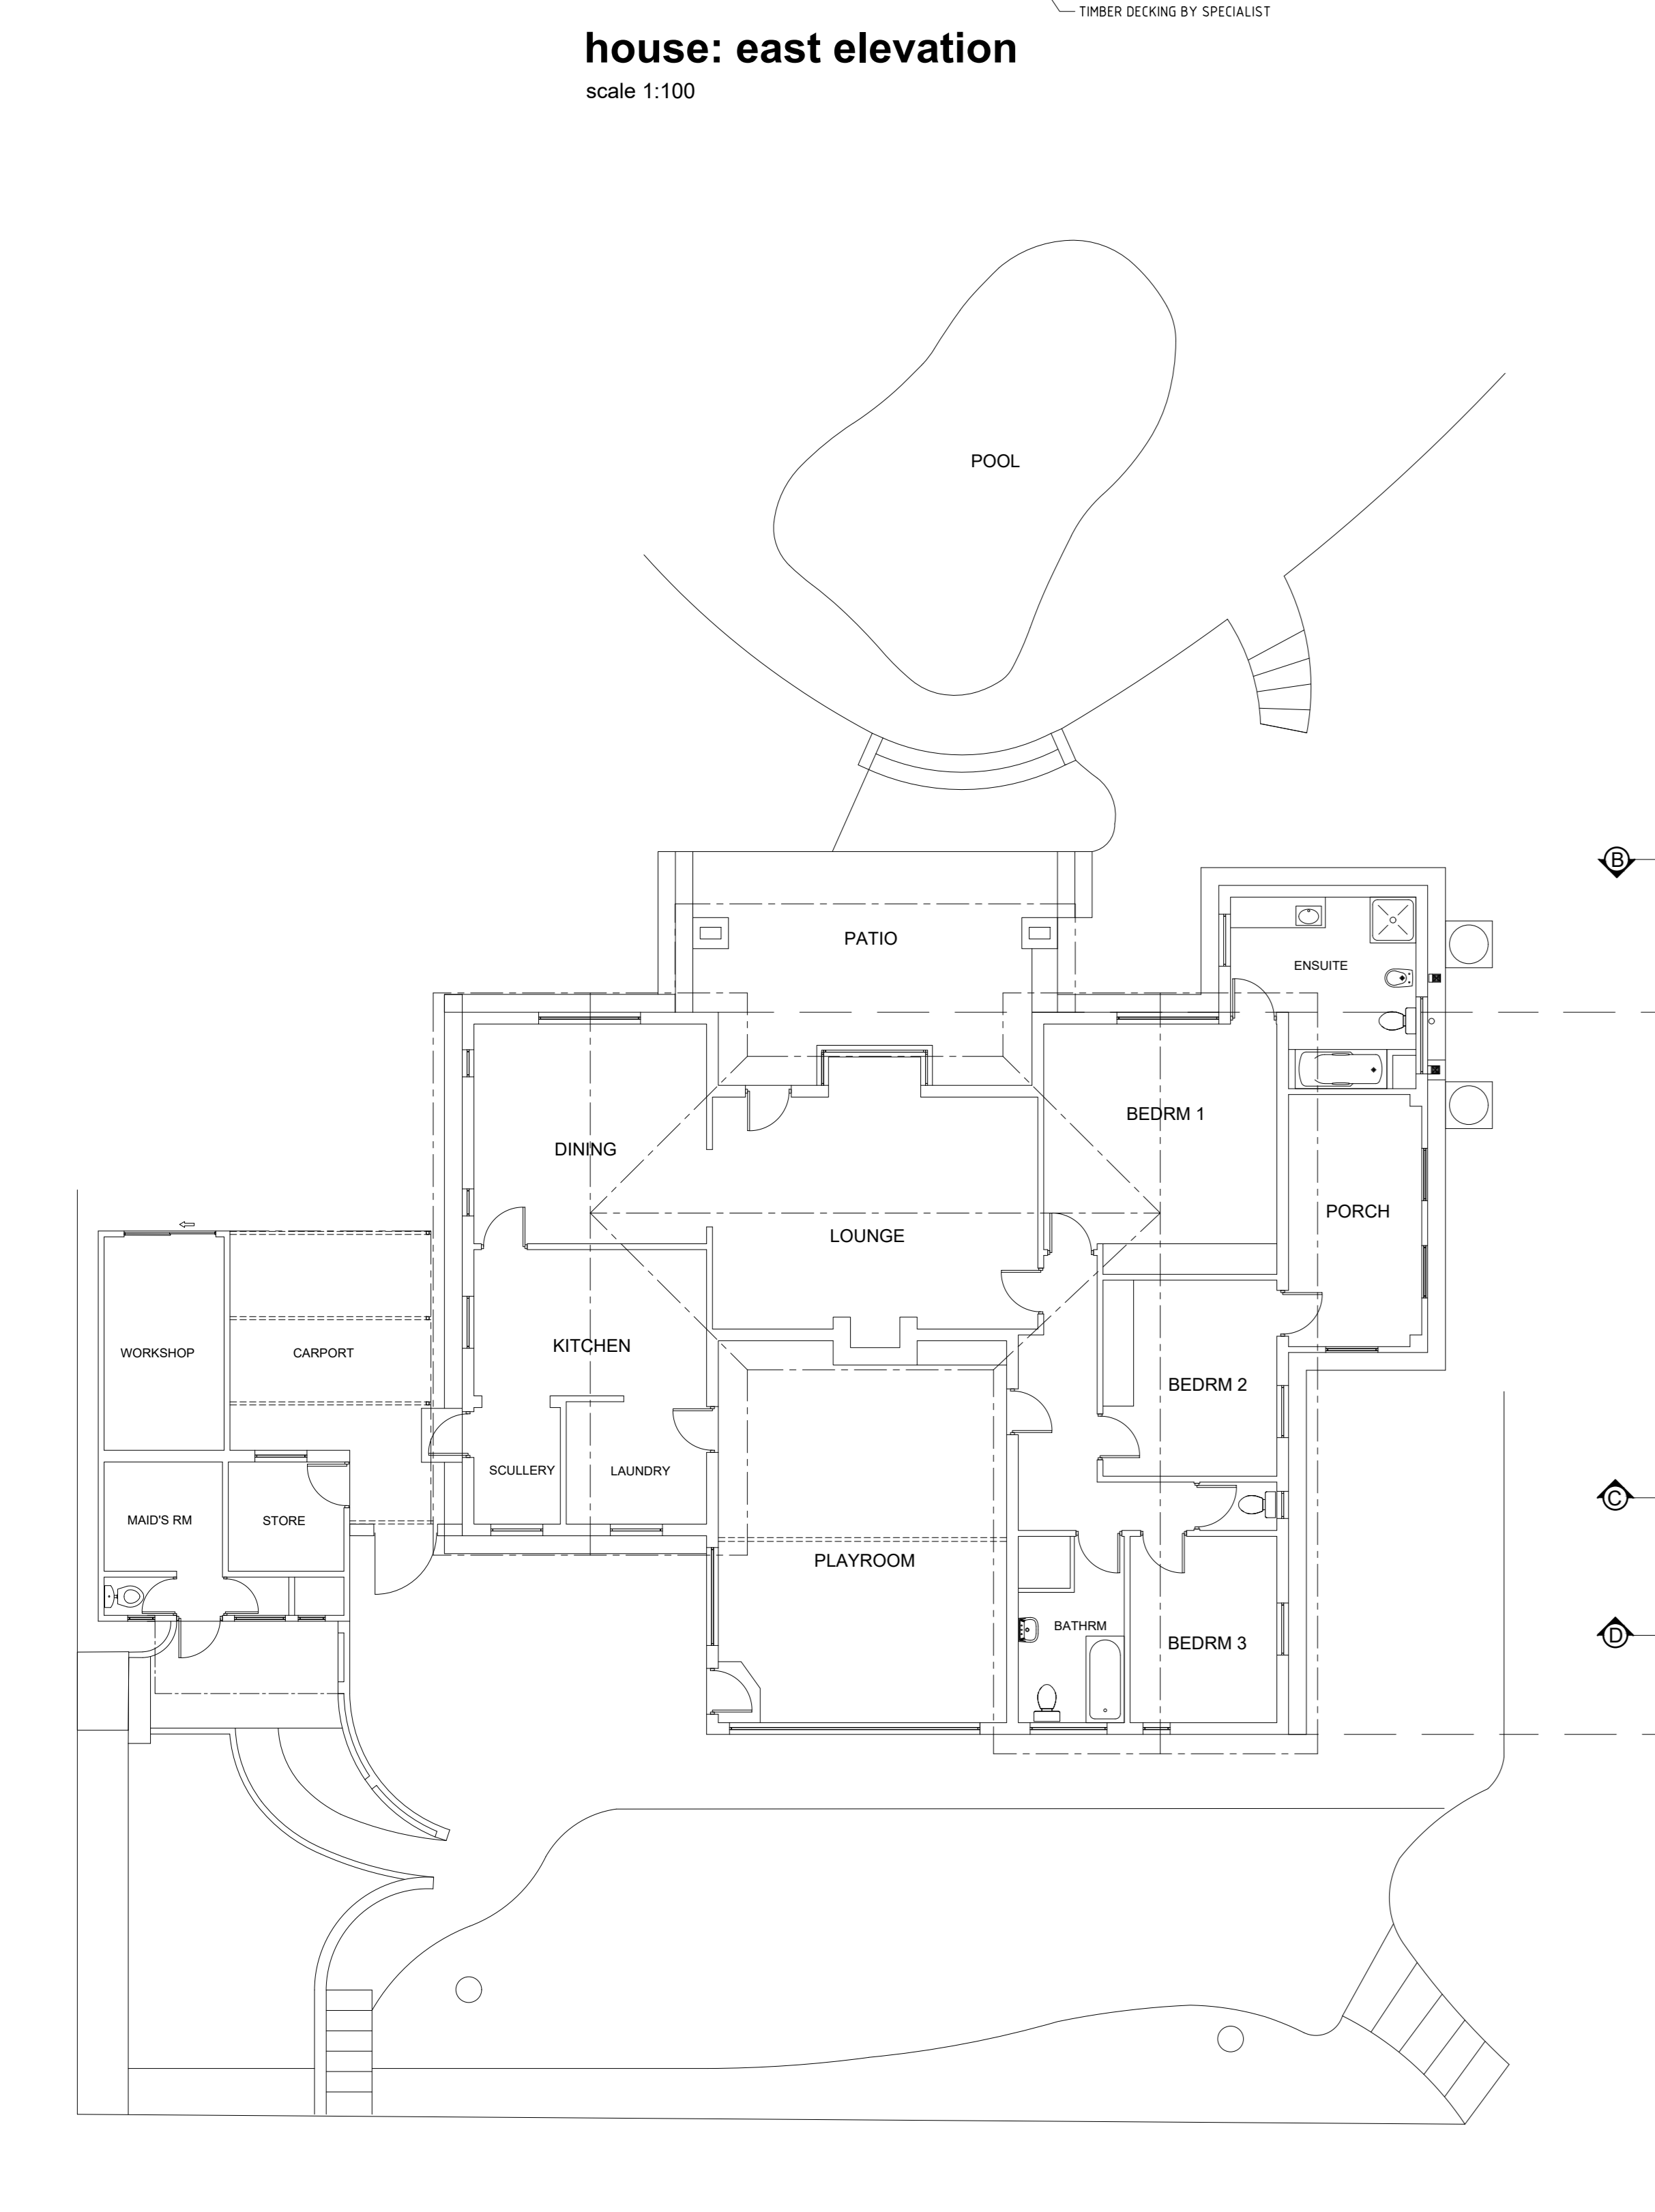 TIMBER DECKING BY SPECIALIST
house: east elevation
scale 1:100
POOL
B
PATIO
ENSUITE
BEDRM 1
DINING
PORCH
LOUNGE
KITCHEN
WORKSHOP
CARPORT
BEDRM 2
SCULLERY
LAUNDRY
C
MAID'S RM
STORE
PLAYROOM
BATHRM
D
BEDRM 3